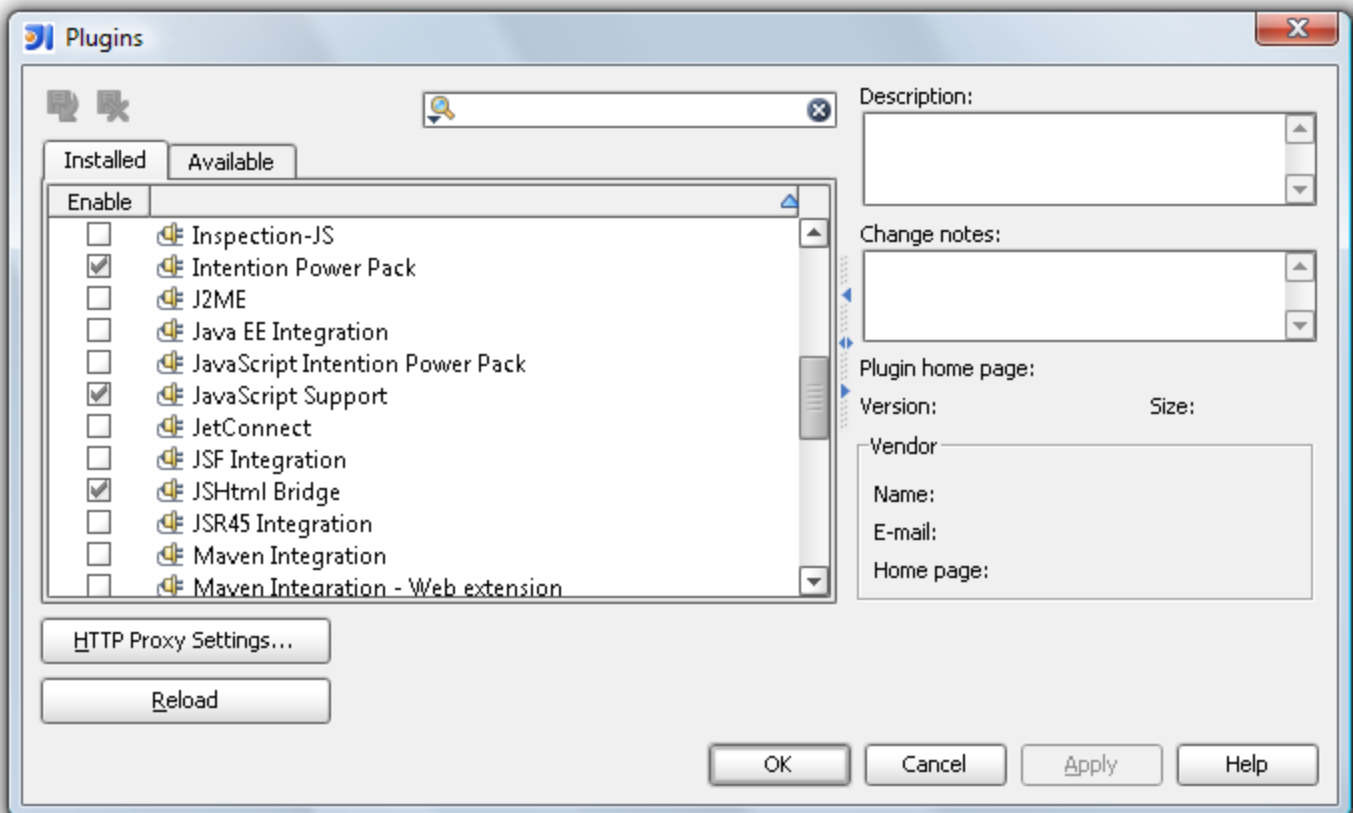 Plugins
Description:
Installed
Available
Enable
Inspection-JS
Intention Power Pack
J2ME
Java EE Integration
JavaScript Intention Power Pack
JavaScript Support
JetConnect
JSF Integration
JSHtml Bridge
JSR45 Integration
Maven Integration
Maven Integration - Web extension
Change notes:
Plugin home page:
Version:
Size:
Vendor
Name:
E-mail:
Home page:
HTTP Proxy Settings...
Reload
OK
Cancel
Apply
Help